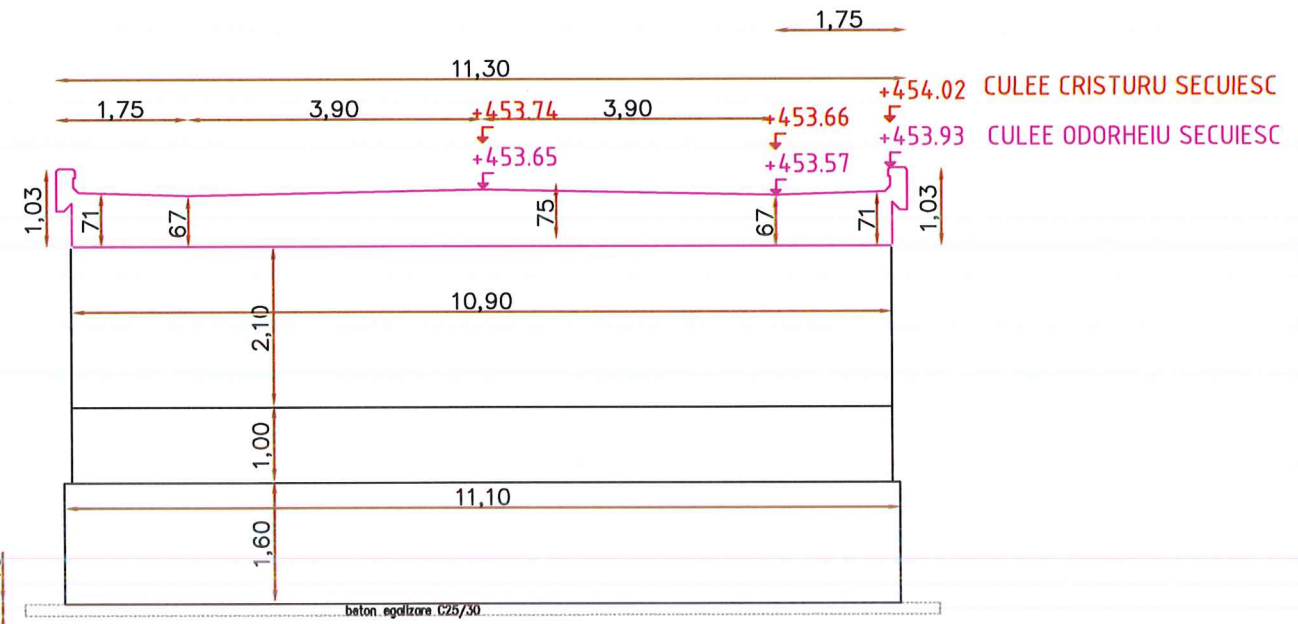 1,75
11,30
+454.02 CULEE CRISTURU SECUIESC
1,75 3,90 +453.74 3,90 +453.66
+453.93 CULEE ODORHEIU SECUIESC
+453.65 +453.57
1,03 71 67 75 67 71 1,03
10,90
2,10
1,00
11,10
1,60
beton egalizare C25/30